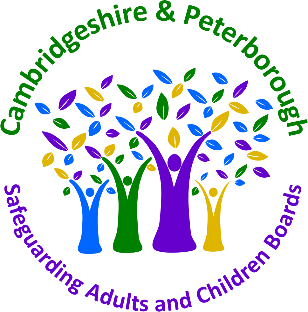 Cambridgeshire & Peterborough
Safeguarding Adults and Children Boards